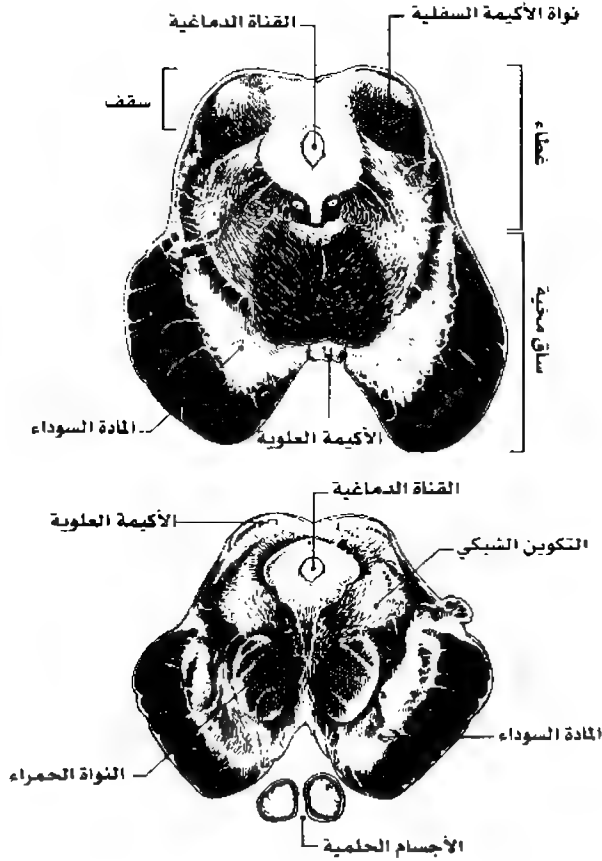 القناة الدماغية
نواة الأكيمة السفلية
سقف
غطاء
ساق مخية
المادة السوداء
الأكيمة العلوية
القناة الدماغية
الأكيمة العلوية
التكوين الشبكي
المادة السوداء
النواة الحمراء
الأجسام الحلمية